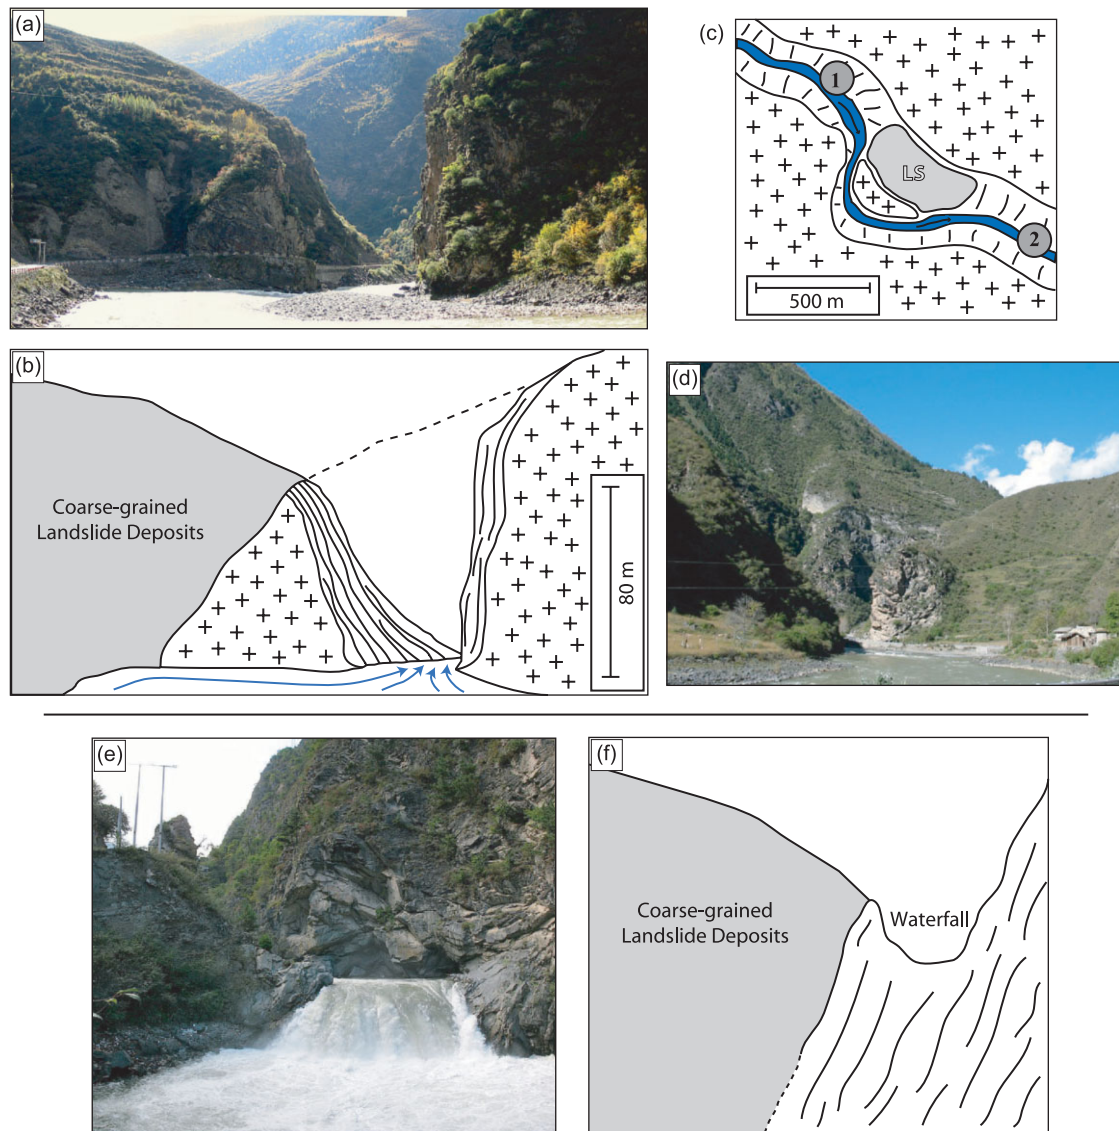 (a)
(c)
1
LS
2
500 m
(b)
Coarse-grained
Landslide Deposits
80 m
(d)
(e)
(f)
Coarse-grained
Landslide Deposits
Waterfall